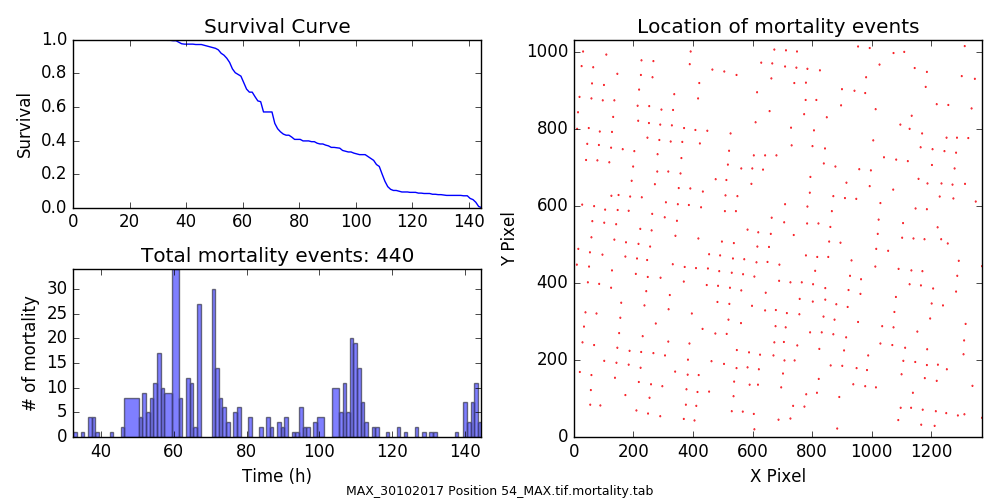 Survival Curve
1.0
0.8
0.6
0.4
0.2
0.0
Survival
0 20 40 60 80 100 120 140
Total mortality events: 440
30
25
20
15
10
5
0
# of mortality
40 60 80 100 120 140
Time (h)
Location of mortality events
1000
800
600
400
200
0
Y Pixel
0 200 400 600 800 1000 1200
X Pixel
MAX_30102017 Position 54_MAX.tif.mortality.tab